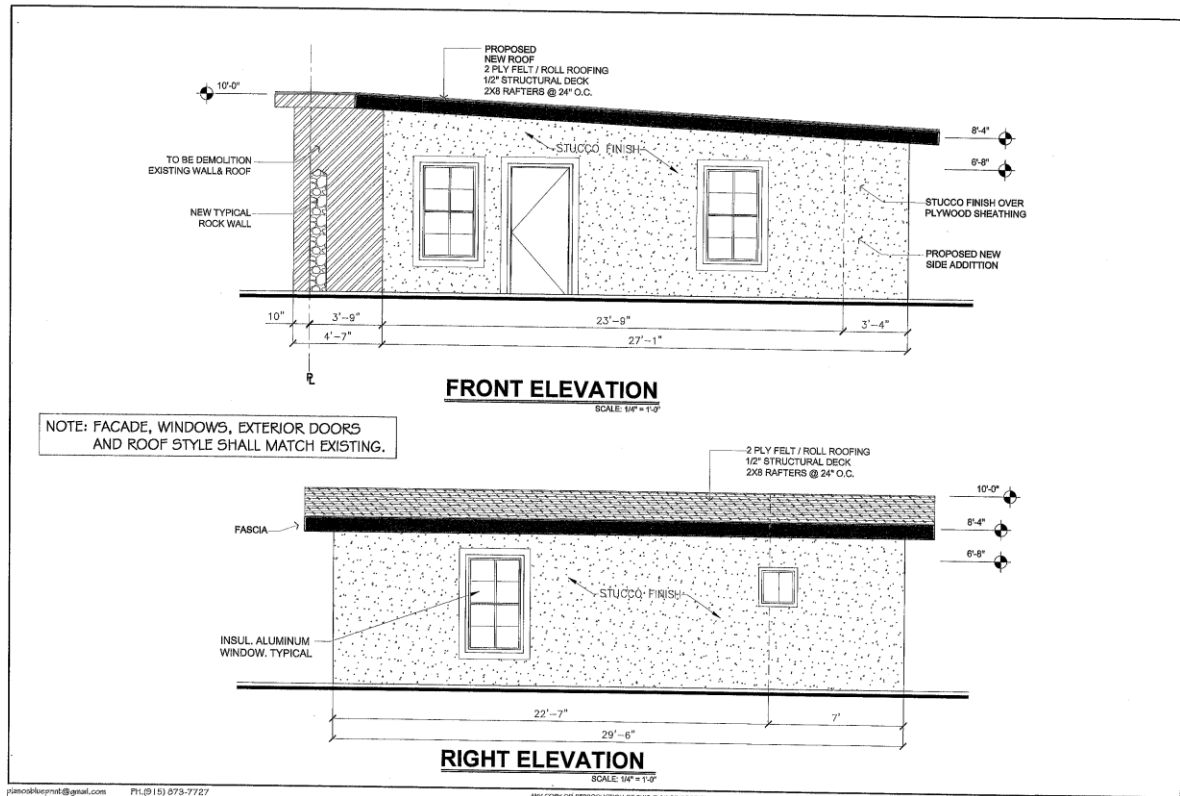 PROPOSED
NEW ROOF
2 PLY FELT / ROLL ROOFING
1/2" STRUCTURAL DECK
2X8 RAFTERS @ 24" O.C.
10'-0"
8'-4"
6'-8"
STUCCO FINISH
TO BE DEMOLITION
EXISTING WALL& ROOF
NEW TYPICAL
ROCK WALL
STUCCO FINISH OVER
PLYWOOD SHEATHING
PROPOSED NEW
SIDE ADDITTION
10"
3'-9"
23'-9"
3'-4"
4'-7"
27'-1"
PL
FRONT ELEVATION
SCALE: 1/4" = 1'-0"
NOTE: FACADE, WINDOWS, EXTERIOR DOORS
AND ROOF STYLE SHALL MATCH EXISTING.
2 PLY FELT / ROLL ROOFING
1/2" STRUCTURAL DECK
2X8 RAFTERS @ 24" O.C.
10'-0"
FASCIA
8'-4"
6'-8"
STUCCO FINISH
INSUL. ALUMINUM
WINDOW. TYPICAL
22'-7"
7'
29'-6"
RIGHT ELEVATION
SCALE: 1/4" = 1'-0"
planosblueprint@gmail.com PH.(915) 873-7727